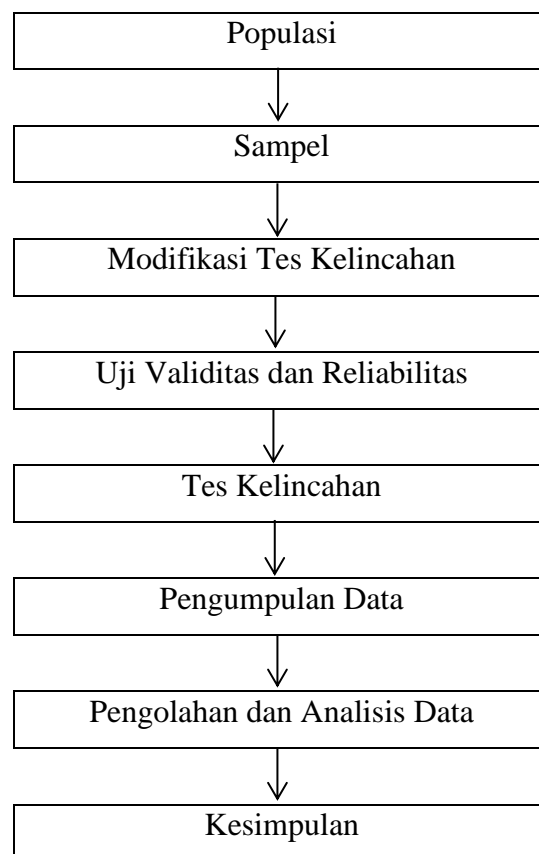 Populasi
Sampel
Modifikasi Tes Kelincahan
Uji Validitas dan Reliabilitas
Tes Kelincahan
Pengumpulan Data
Pengolahan dan Analisis Data
Kesimpulan